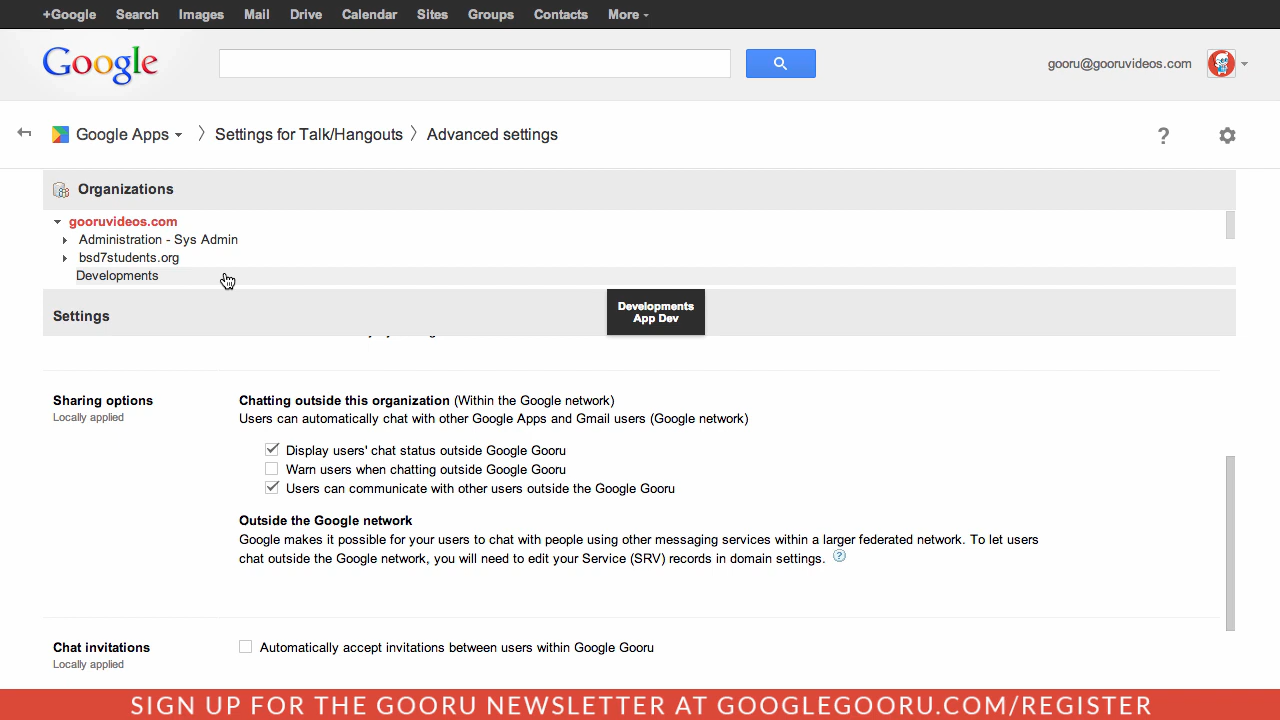 +Google Search Images Mail Drive Calendar Sites Groups Contacts More
Google
gooru@gooruvideos.com
Google Apps Settings for Talk/Hangouts Advanced settings
?
Organizations
gooruvideos.com
Administration - Sys Admin
bsd7students.org
Developments
Developments
App Dev
Settings
Sharing options
Locally applied
Chatting outside this organization (Within the Google network)
Users can automatically chat with other Google Apps and Gmail users (Google network)
Display users' chat status outside Google Gooru
Warn users when chatting outside Google Gooru
Users can communicate with other users outside the Google Gooru
Outside the Google network
Google makes it possible for your users to chat with people using other messaging services within a larger federated network. To let users
chat outside the Google network, you will need to edit your Service (SRV) records in domain settings. ?
Chat invitations
Locally applied
Automatically accept invitations between users within Google Gooru
SIGN UP FOR THE GOORU NEWSLETTER AT GOOGLEGOORU.COM/REGISTER